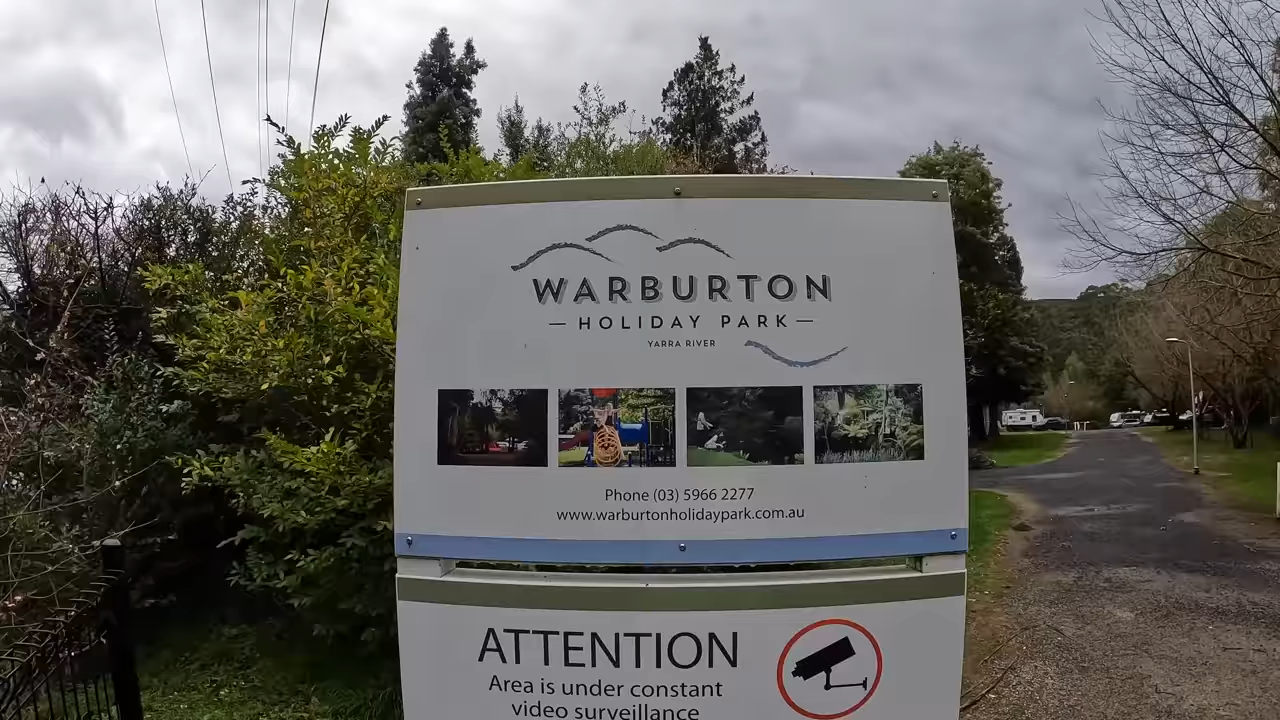 WARBURTON
— HOLIDAY PARK —
YARRA RIVER
Phone (03) 5966 2277
www.warburtonholidaypark.com.au
ATTENTION
Area is under constant
video surveillance